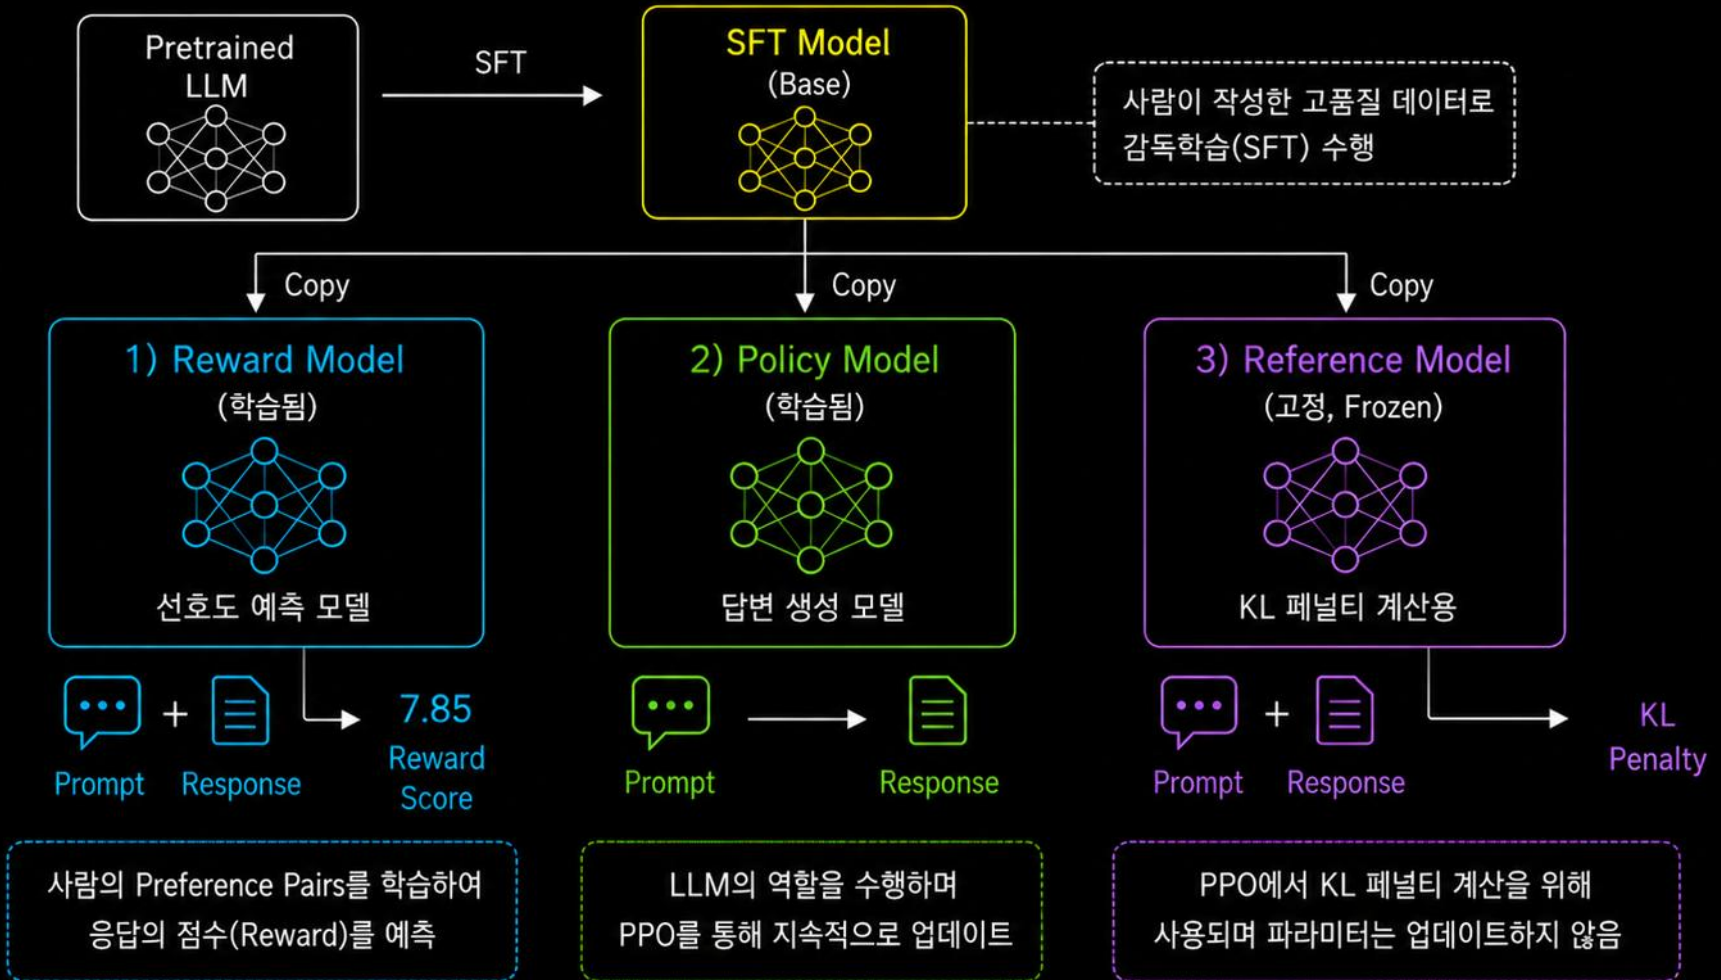 Pretrained
LLM
SFT
SFT Model
(Base)
사람이 작성한 고품질 데이터로
감독학습(SFT) 수행
Copy
Copy
Copy
1) Reward Model
(학습됨)
선호도 예측 모델
Prompt
+
Response
7.85
Reward
Score
사람의 Preference Pairs를 학습하여
응답의 점수(Reward)를 예측
2) Policy Model
(학습됨)
답변 생성 모델
Prompt
Response
LLM의 역할을 수행하며
PPO를 통해 지속적으로 업데이트
3) Reference Model
(고정, Frozen)
KL 페널티 계산용
Prompt
+
Response
KL
Penalty
PPO에서 KL 페널티 계산을 위해
사용되며 파라미터는 업데이트하지 않음